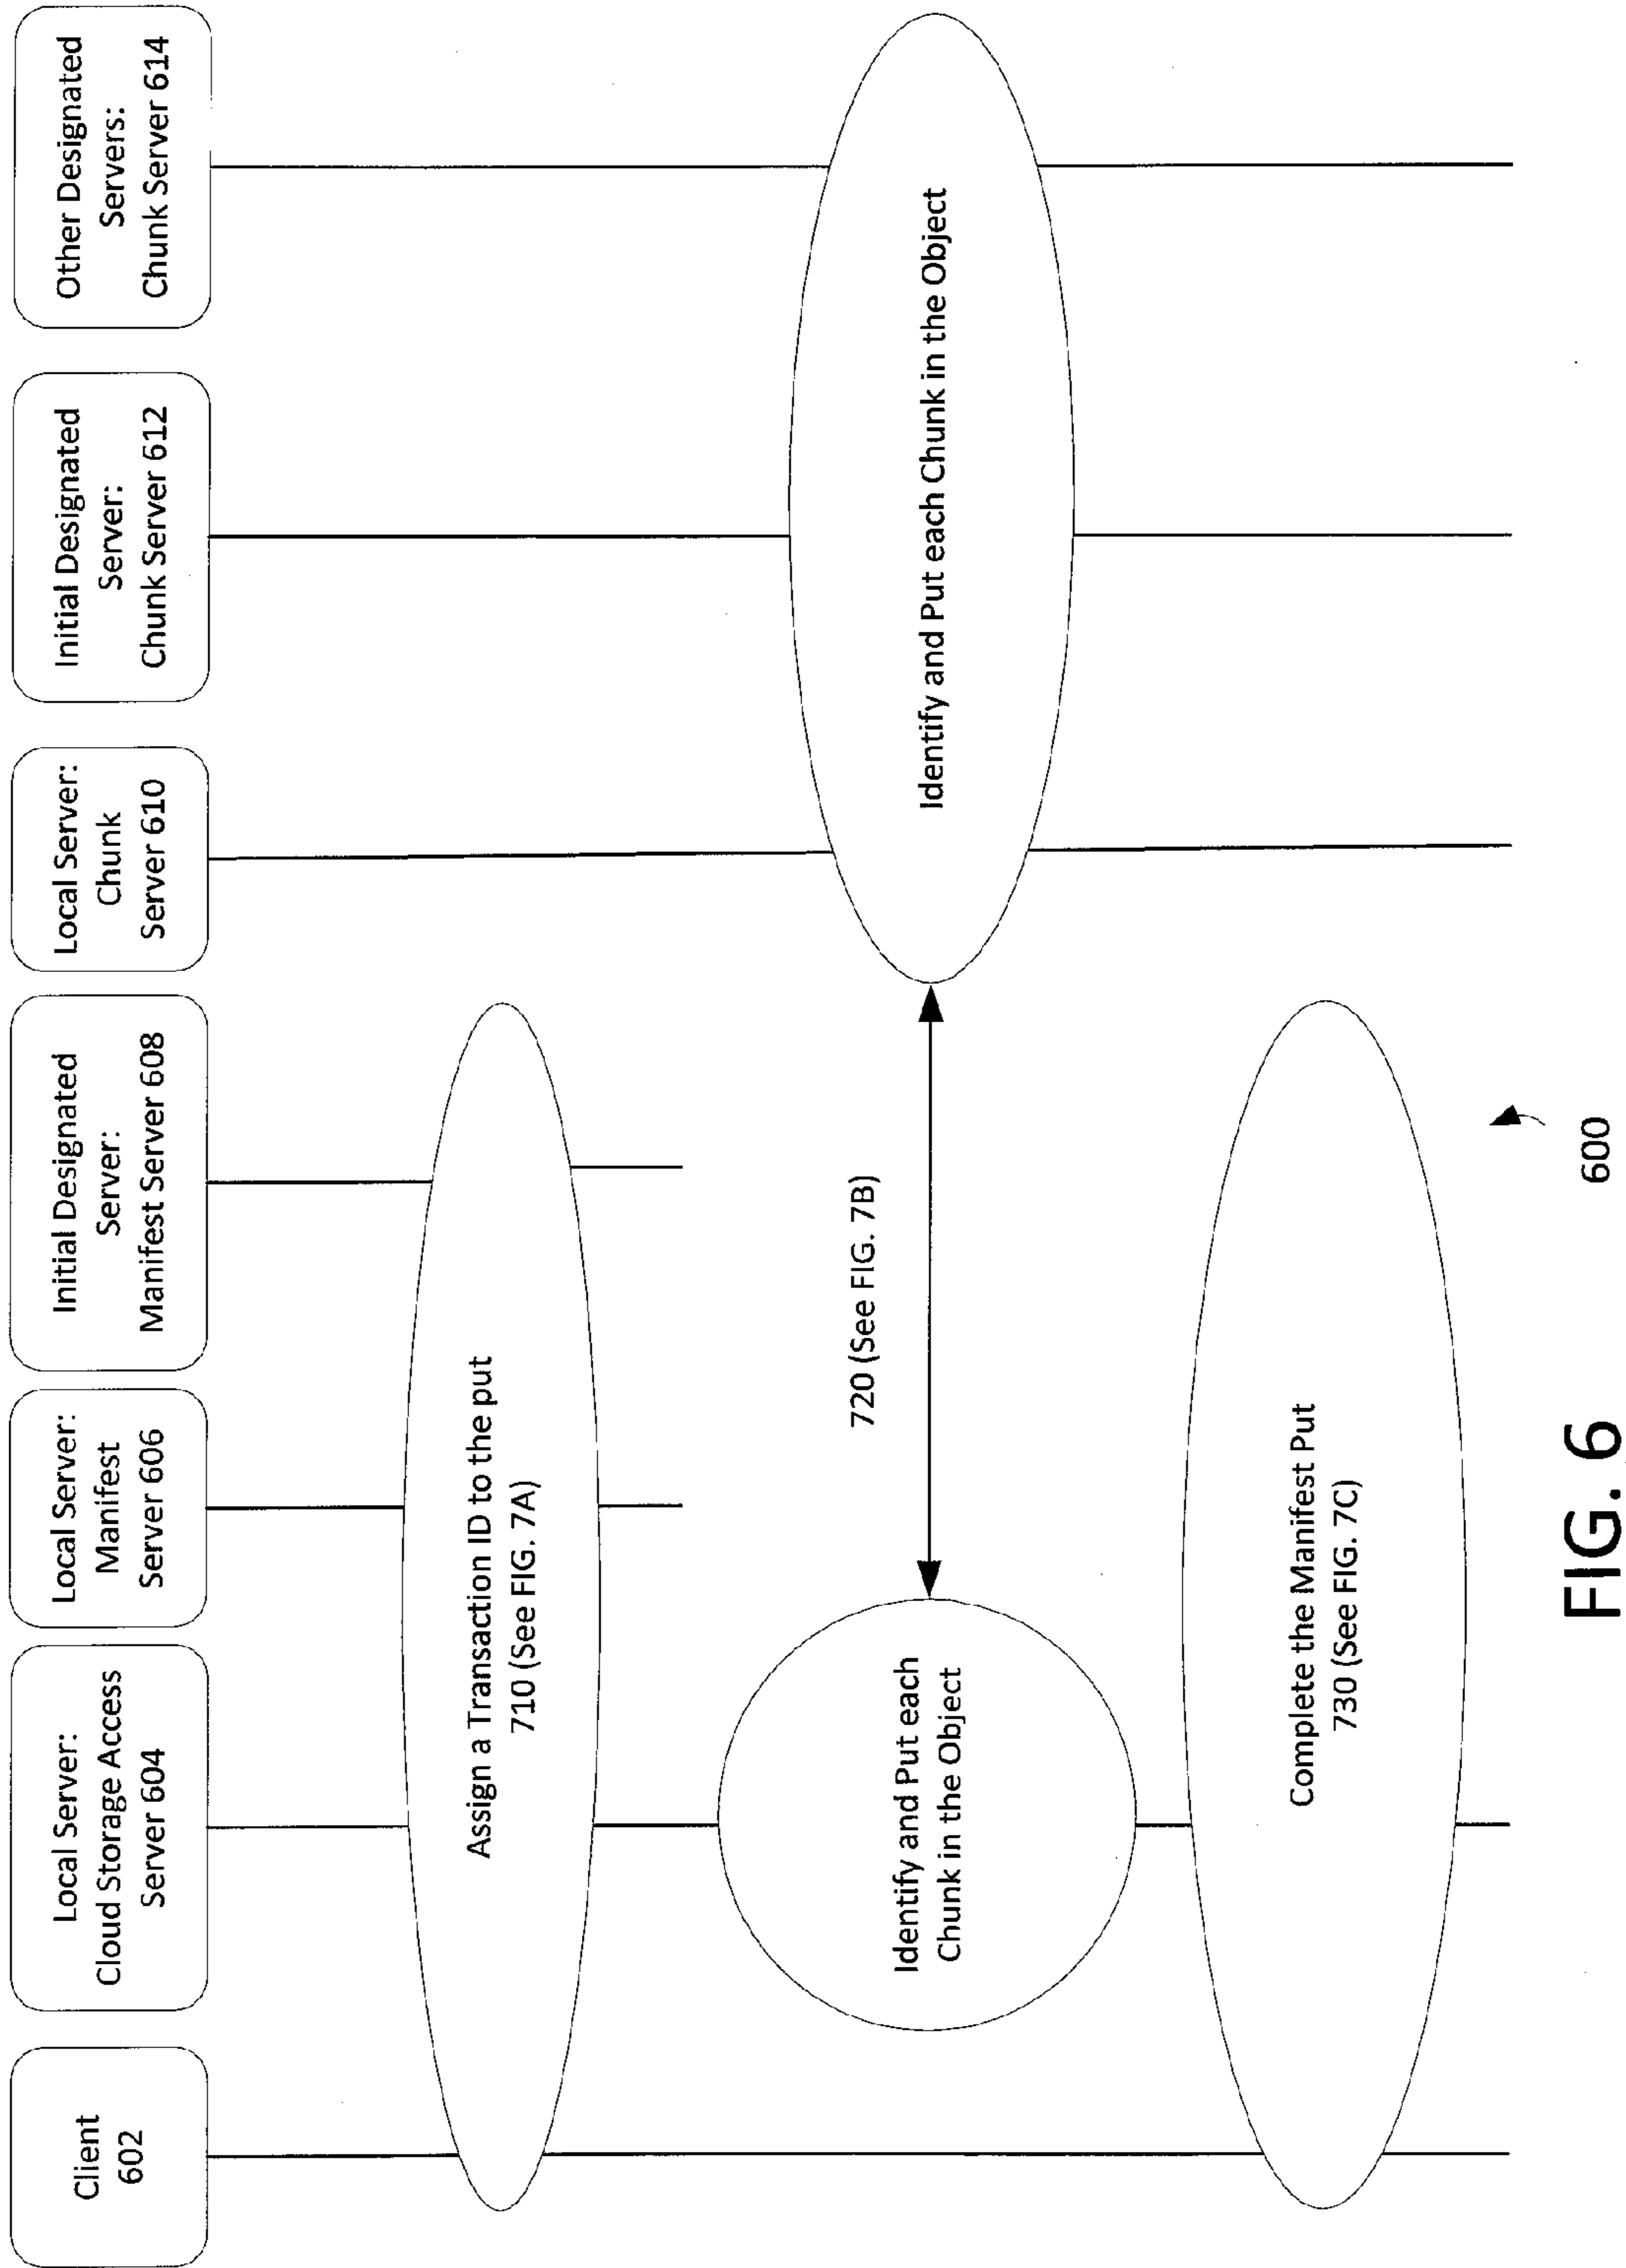 Client
602
Local Server:
Cloud Storage Access
Server 604
Local Server:
Manifest
Server 606
Initial Designated
Server:
Manifest Server 608
Local Server:
Chunk
Server 610
Initial Designated
Server:
Chunk Server 612
Other Designated
Servers:
Chunk Server 614
Assign a Transaction ID to the put
710 (See FIG. 7A)
Identify and Put each
Chunk in the Object
720 (See FIG. 7B)
Identify and Put each Chunk in the Object
Complete the Manifest Put
730 (See FIG. 7C)
600
FIG. 6